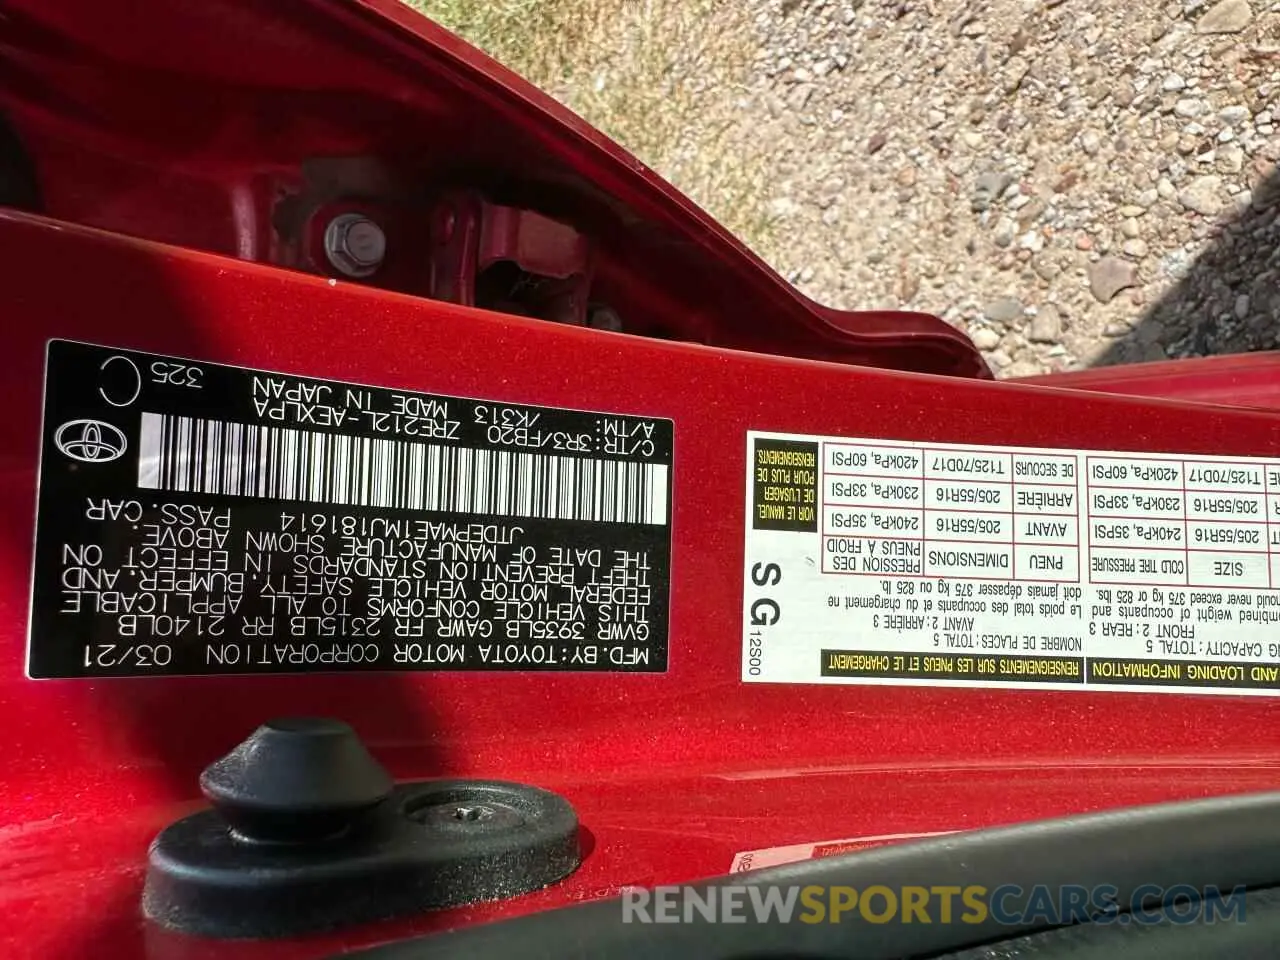 MFD. BY: TOYOTA MOTOR CORPORATION 03/21
GVWR 3935LB GAWR FR 2315LB RR 2140LB
THIS VEHICLE CONFORMS TO ALL APPLICABLE
FEDERAL MOTOR VEHICLE SAFETY, BUMPER, AND
THEFT PREVENTION STANDARDS IN EFFECT ON
THE DATE OF MANUFACTURE SHOWN ABOVE.
JTDEPMAE1MJ181614 PASS. CAR
C/TR: 3R3/FB20 ZRE212L-AEXLPA
A/TM: /K313 MADE IN JAPAN
325 C
AND LOADING INFORMATION
NG CAPACITY: TOTAL 5
FRONT: 2: REAR 3
mbined weight of occupants and
hould never exceed 375 kg or 825 lbs.
SIZE COLD TIRE PRESSURE
205/55R16 240kPa, 35PSI
205/55R16 230kPa, 33PSI
T125/70D17 420kPa, 60PSI
RENSEIGNEMENTS SUR LES PNEUS ET LE CHARGEMENT
NOMBRE DE PLACES: TOTAL 5
AVANT 2: ARRIÈRE 3
Le poids total des occupants et du chargement ne
doit jamais dépasser 375 kg ou 825 lb.
PNEU DIMENSIONS PRESSION DES PNEUS À FROID
AVANT 205/55R16 240kPa, 35PSI
ARRIÈRE 205/55R16 230kPa, 33PSI
DE SECOURS T125/70D17 420kPa, 60PSI
12S00
SG
VOIR LE MANUEL
DE L'USAGER
POUR PLUS DE
RENSEIGNEMENTS.
RENEWSPORTSCARS.COM